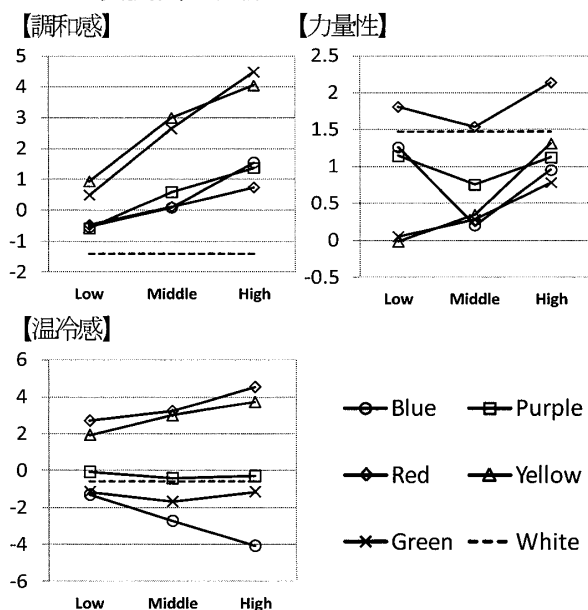 【調和感】
5
4
3
2
1
0
-1
-2
Low Middle High
【力量性】
2.5
2
1.5
1
0.5
0
-0.5
Low Middle High
【温冷感】
6
4
2
0
-2
-4
-6
Low Middle High
Blue Purple
Red Yellow
Green White